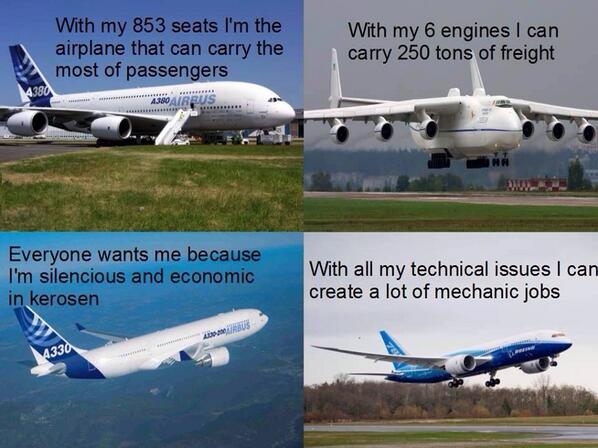 With my 853 seats I'm the
airplane that can carry the
most of passengers
A380
A380 AIRBUS
With my 6 engines I can
carry 250 tons of freight
Everyone wants me because
I'm silencious and economic
in kerosen
A330
A330-200 AIRBUS
With all my technical issues I can
create a lot of mechanic jobs
BOEING